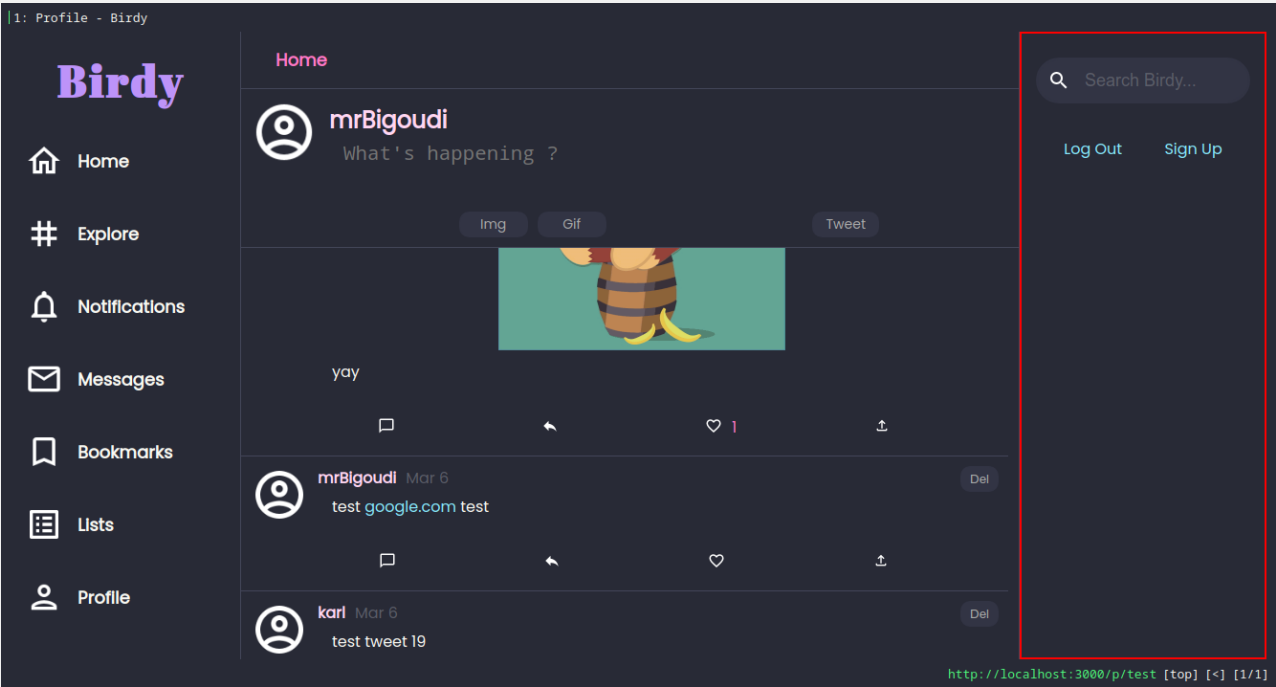 1: Profile - Birdy
Birdy
Home
Explore
Notifications
Messages
Bookmarks
Lists
Profile
Home
mrBigoudi
What's happening ?
Img Gif Tweet
yay
1
mrBigoudi Mar 6 Del
test google.com test
karl Mar 6 Del
test tweet 19
Search Birdy...
Log Out Sign Up
http://localhost:3000/p/test [top] [<] [1/1]